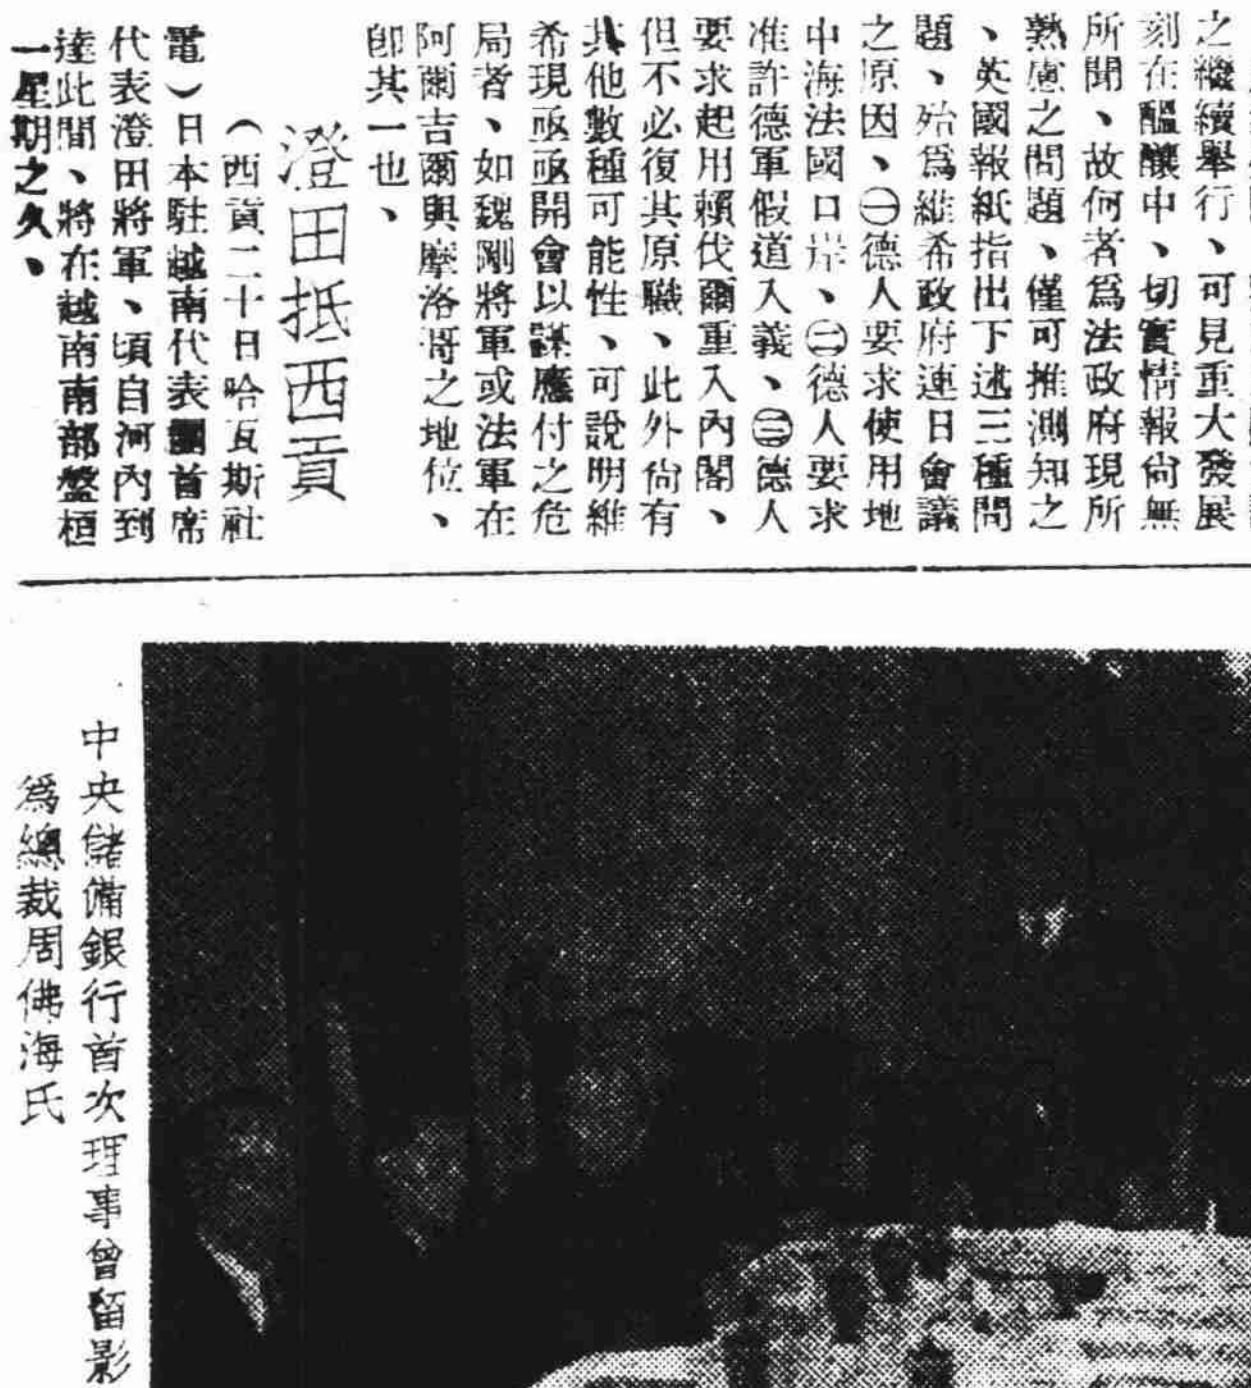 之繼續舉行、可見重大發展
刻在醞釀中、切實情報尙無
所聞、故何者爲法政府現所
熟慮之問題、僅可推測知之
、英國報紙指出下述三種問
題、殆爲維希政府連日會議
之原因、㊀德人要求使用地
中海法國口岸、㊁德人要求
准許德軍假道入義、㊂德人
要求起用賴伐爾重入內閣、
但不必復其原職、此外尙有
其他數種可能性、可說明維
希現亟亟開會以謀應付之危
局者、如魏剛將軍或法軍在
阿爾吉爾與摩洛哥之地位、
卽其一也、
澄田抵西貢
（西貢二十日哈瓦斯社
電）日本駐越南代表團首席
代表澄田將軍、頃自河內到
達此間、將在越南南部盤桓
一星期之久、
中央儲備銀行首次理事會留影
爲總裁周佛海氏